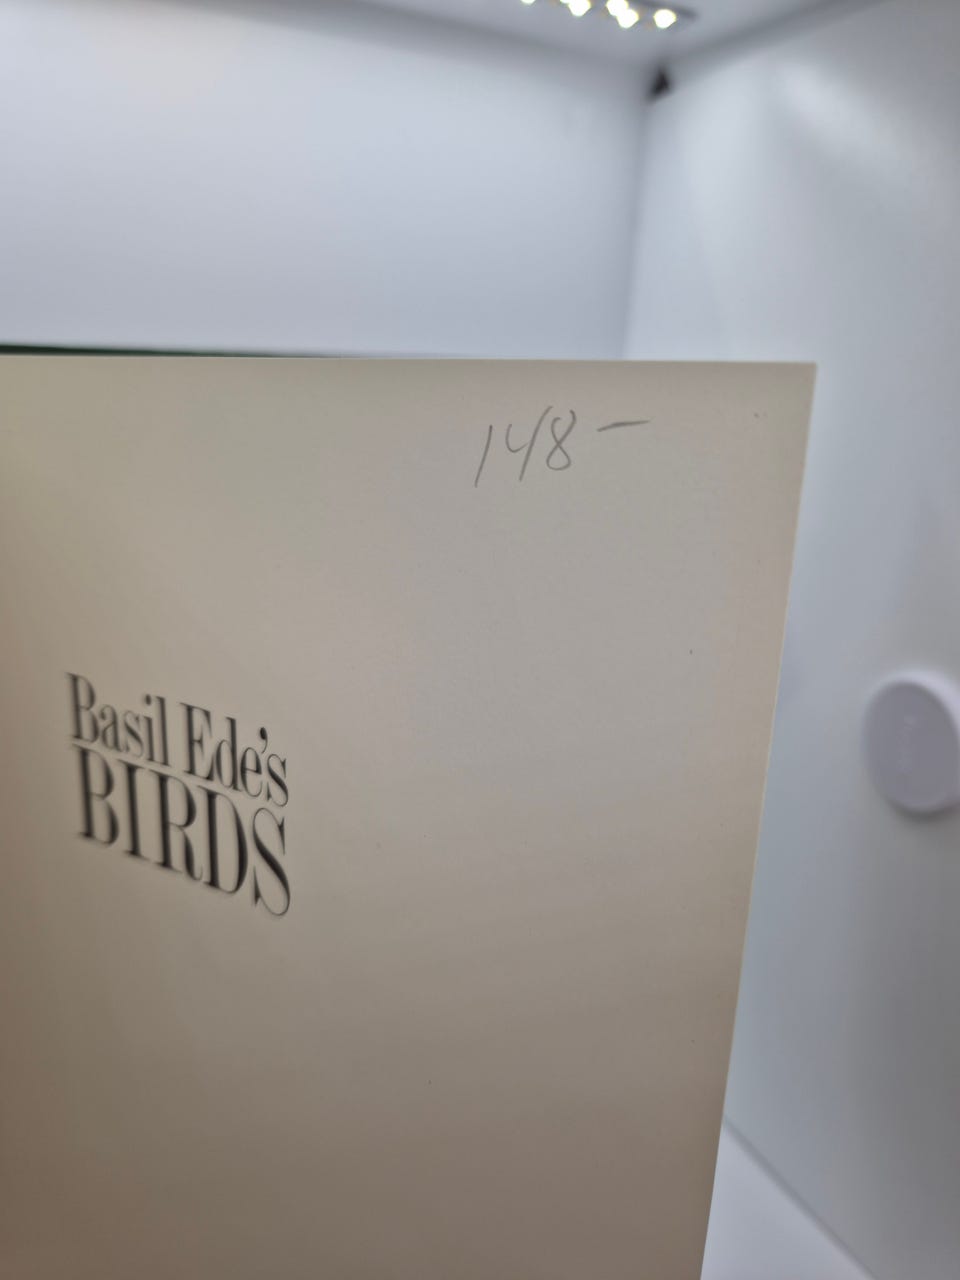 148 –
Basil Ede's
BIRDS